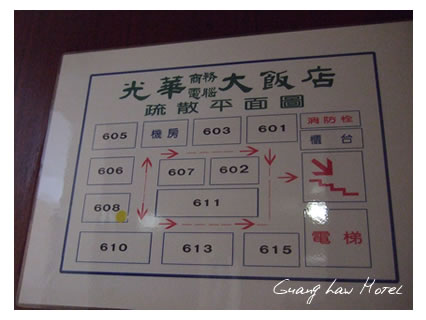 光華商務電腦大飯店
疏散平面圖
605 機房 603 601 消防栓
櫃台
606 607 602
608 611
610 613 615 電梯
Guang Law Hotel